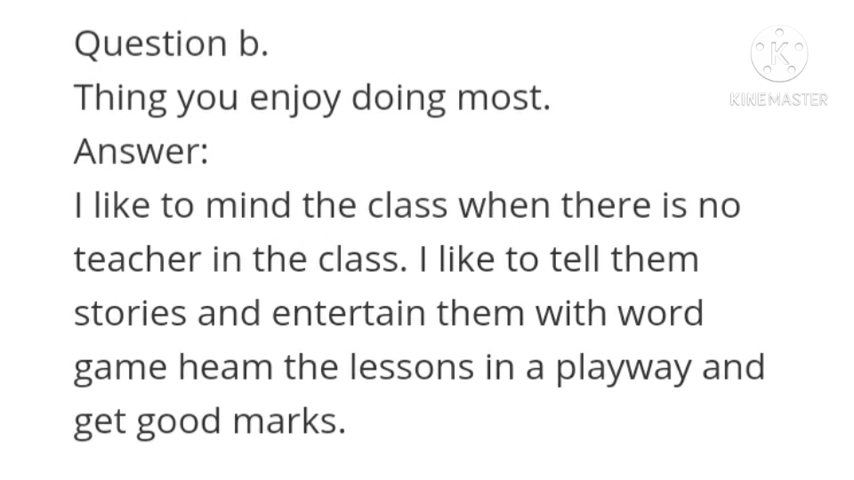 Question b.
KINEMASTER
Thing you enjoy doing most.
Answer:
I like to mind the class when there is no
teacher in the class. I like to tell them
stories and entertain them with word
game heam the lessons in a playway and
get good marks.